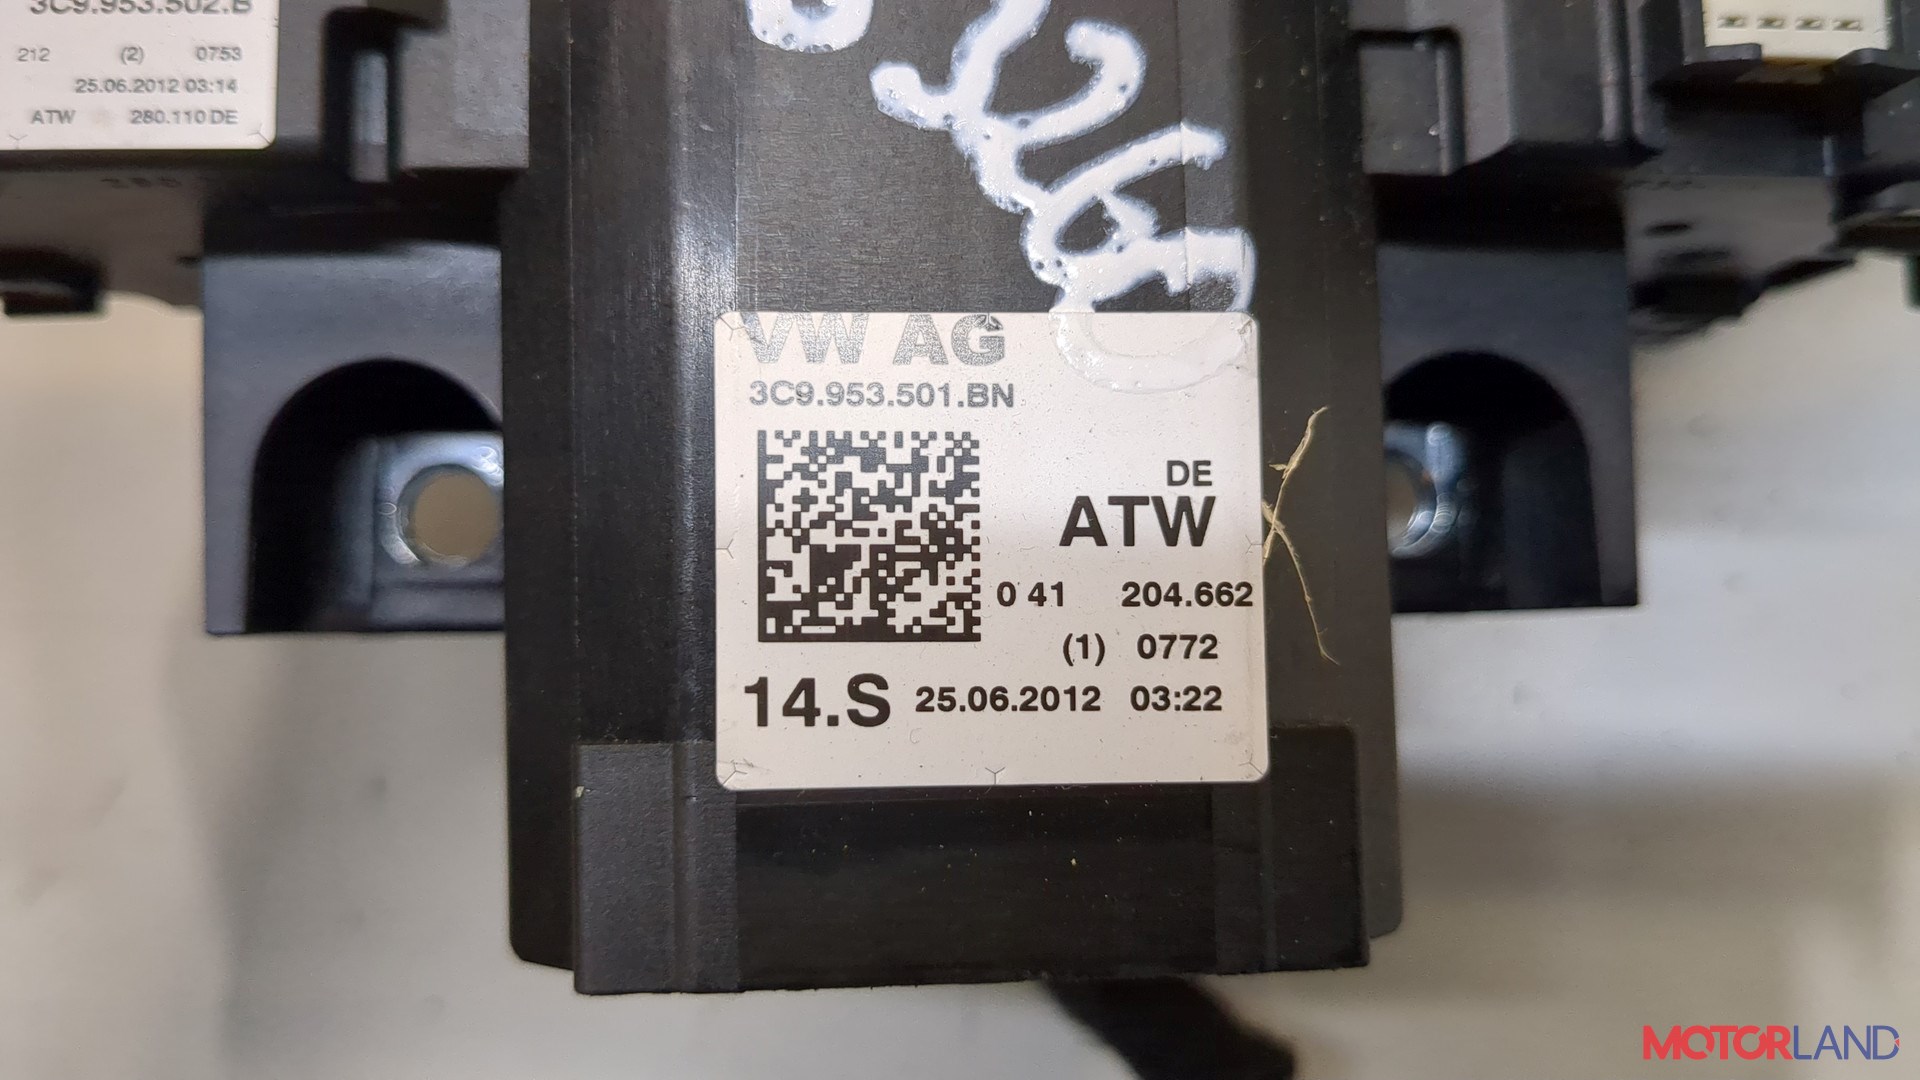 3C9.953.502.B
212 (2) 0753
25.06.2012 03:14
ATW 280.110 DE
VW AG
3C9.953.501.BN
DE
ATW
0 41 204.662
(1) 0772
14.S 25.06.2012 03:22
MOTORLAND